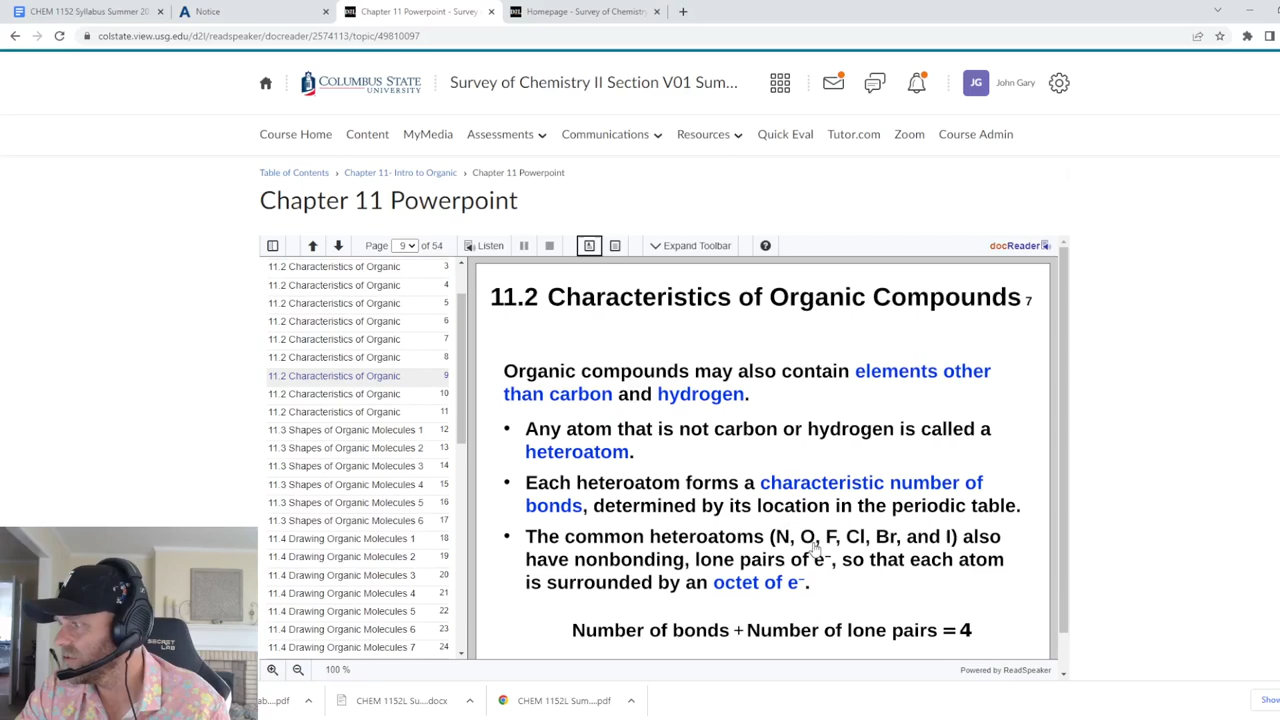 CHEM 1152 Syllabus Summer 20
Notice
Chapter 11 Powerpoint - Survey
Homepage - Survey of Chemistry
colstate.view.usg.edu/d2l/readspeaker/docreader/2574113/topic/49810097
COLUMBUS STATE UNIVERSITY
Survey of Chemistry II Section V01 Sum...
JG John Gary
Course Home Content MyMedia Assessments Communications Resources Quick Eval Tutor.com Zoom Course Admin
Table of Contents › Chapter 11- Intro to Organic › Chapter 11 Powerpoint
Chapter 11 Powerpoint
Page 9 of 54 Listen Expand Toolbar docReader
11.2 Characteristics of Organic 3
11.2 Characteristics of Organic 4
11.2 Characteristics of Organic 5
11.2 Characteristics of Organic 6
11.2 Characteristics of Organic 7
11.2 Characteristics of Organic 8
11.2 Characteristics of Organic 9
11.2 Characteristics of Organic 10
11.2 Characteristics of Organic 11
11.3 Shapes of Organic Molecules 1 12
11.3 Shapes of Organic Molecules 2 13
11.3 Shapes of Organic Molecules 3 14
11.3 Shapes of Organic Molecules 4 15
11.3 Shapes of Organic Molecules 5 16
11.3 Shapes of Organic Molecules 6 17
11.4 Drawing Organic Molecules 1 18
11.4 Drawing Organic Molecules 2 19
11.4 Drawing Organic Molecules 3 20
11.4 Drawing Organic Molecules 4 21
11.4 Drawing Organic Molecules 5 22
11.4 Drawing Organic Molecules 6 23
11.4 Drawing Organic Molecules 7 24
11.2 Characteristics of Organic Compounds 7
Organic compounds may also contain elements other
than carbon and hydrogen.
• Any atom that is not carbon or hydrogen is called a
heteroatom.
• Each heteroatom forms a characteristic number of
bonds, determined by its location in the periodic table.
• The common heteroatoms (N, O, F, Cl, Br, and I) also
have nonbonding, lone pairs of e⁻, so that each atom
is surrounded by an octet of e⁻.
Number of bonds + Number of lone pairs = 4
100 %
Powered by ReadSpeaker
SECRET LAB
ab....pdf
CHEM 1152L Su....docx
CHEM 1152L Sum....pdf
Show